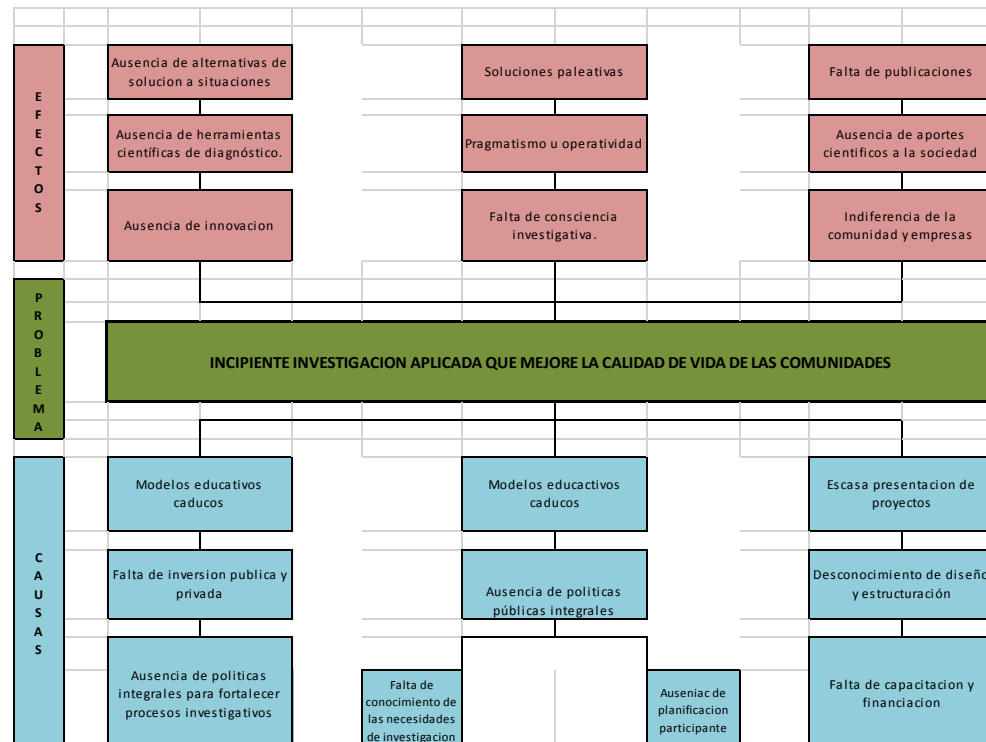 E
F
E
C
T
O
S
Ausencia de alternativas de
solucion a situaciones
Soluciones paleativas
Falta de publicaciones
Ausencia de herramientas
científicas de diagnóstico.
Pragmatismo u operatividad
Ausencia de aportes
cientificos a la sociedad
Ausencia de innovacion
Falta de consciencia
investigativa.
Indiferencia de la
comunidad y empresas
P
R
O
B
L
E
M
A
INCIPIENTE INVESTIGACION APLICADA QUE MEJORE LA CALIDAD DE VIDA DE LAS COMUNIDADES
C
A
U
S
A
S
Modelos educativos
caducos
Modelos educactivos
caducos
Escasa presentacion de
proyectos
Falta de inversion publica y
privada
Ausencia de politicas
públicas integrales
Desconocimiento de diseño
y estructuración
Ausencia de politicas
integrales para fortalecer
procesos investigativos
Falta de
conocimiento de
las necesidades
de investigacion
Auseniac de
planificacion
participante
Falta de capacitacion y
financiacion